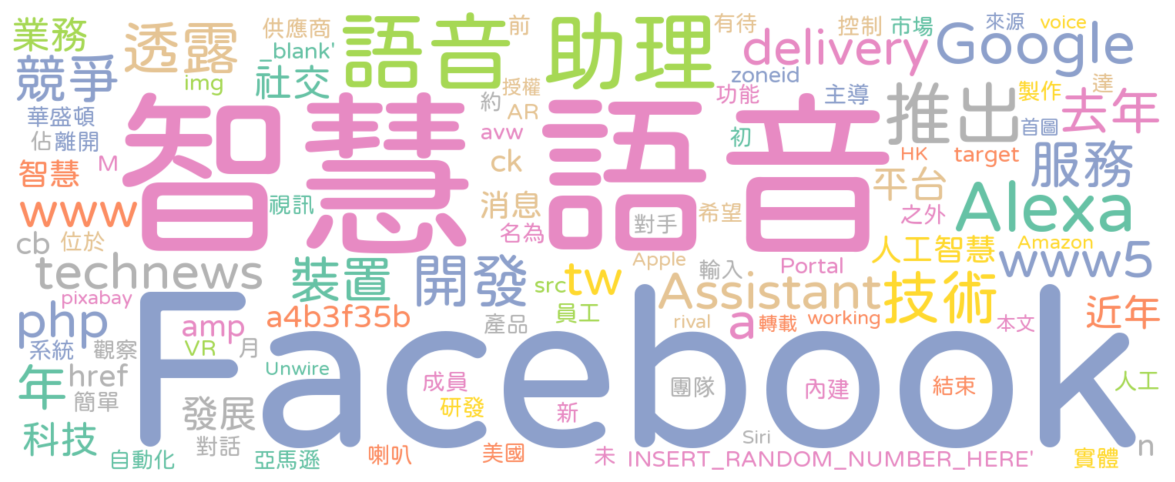 業務
透露
供應商
_blank'
語音助理
前
有待
控制
市場
來源
voice
競爭
img
社交
delivery
Google
zoneid
功能
主導
製作
達
華盛頓
智慧語音
約
授權
AR
推出
首圖
去年
佔
離開
avw
初
智慧
M
ck
HK
target
服務
www
視訊
消息
名為
對手
希望
平台
之外
Alexa
cb
位於
人工智慧
Amazon
technews
裝置
開發
src
tw
Apple
輸入
Portal
www5
pixabay
Assistant
技術
php
amp
a4b3f35b
產品
員工
rival
a
轉載
working
本文
近年
系統
觀察
VR
月
Facebook
年
href
Unwire
成員
團隊
內建
結束
人工
簡單
發展
研發
新
科技
對話
Siri
n
自動化
亞馬遜
喇叭
美國
未
INSERT_RANDOM_NUMBER_HERE'
實體